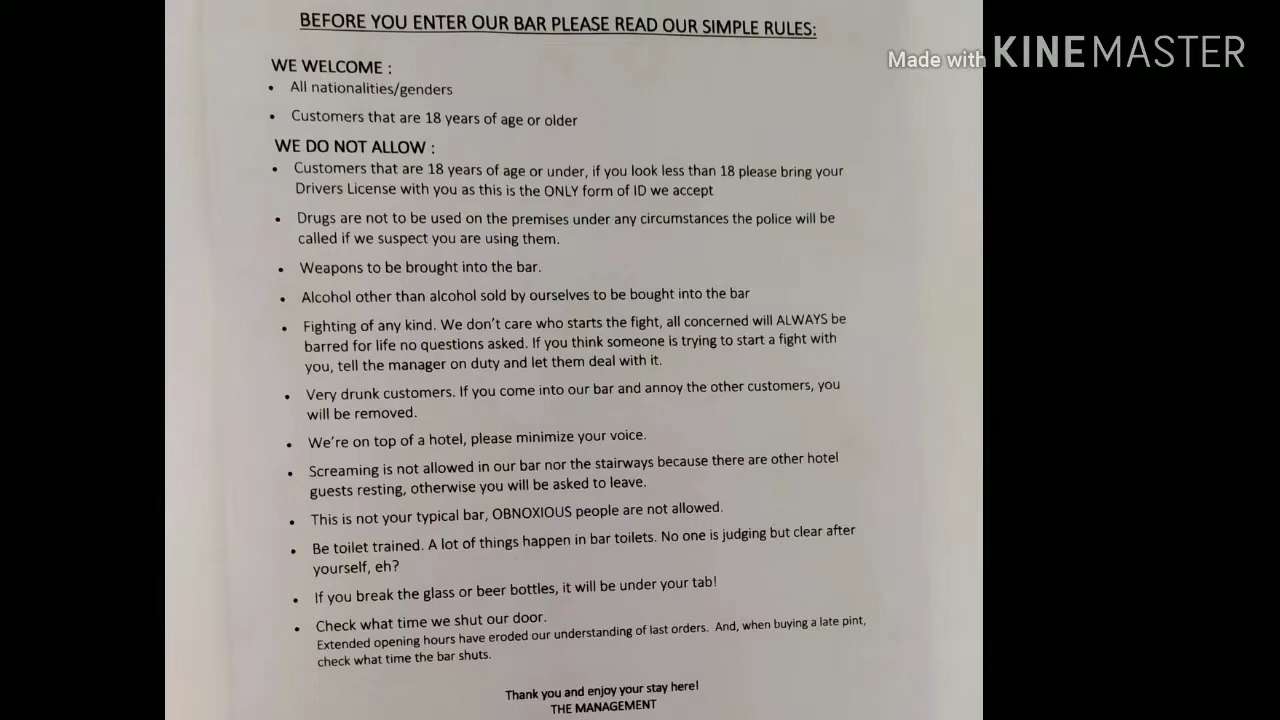 BEFORE YOU ENTER OUR BAR PLEASE READ OUR SIMPLE RULES:
Made with KINEMASTER
WE WELCOME :
• All nationalities/genders
• Customers that are 18 years of age or older
WE DO NOT ALLOW :
• Customers that are 18 years of age or under, if you look less than 18 please bring your
Drivers License with you as this is the ONLY form of ID we accept
• Drugs are not to be used on the premises under any circumstances the police will be
called if we suspect you are using them.
• Weapons to be brought into the bar.
• Alcohol other than alcohol sold by ourselves to be bought into the bar
• Fighting of any kind. We don't care who starts the fight, all concerned will ALWAYS be
barred for life no questions asked. If you think someone is trying to start a fight with
you, tell the manager on duty and let them deal with it.
• Very drunk customers. If you come into our bar and annoy the other customers, you
will be removed.
• We're on top of a hotel, please minimize your voice.
• Screaming is not allowed in our bar nor the stairways because there are other hotel
guests resting, otherwise you will be asked to leave.
• This is not your typical bar, OBNOXIOUS people are not allowed.
• Be toilet trained. A lot of things happen in bar toilets. No one is judging but clear after
yourself, eh?
• If you break the glass or beer bottles, it will be under your tab!
• Check what time we shut our door.
Extended opening hours have eroded our understanding of last orders. And, when buying a late pint,
check what time the bar shuts.
Thank you and enjoy your stay here!
THE MANAGEMENT